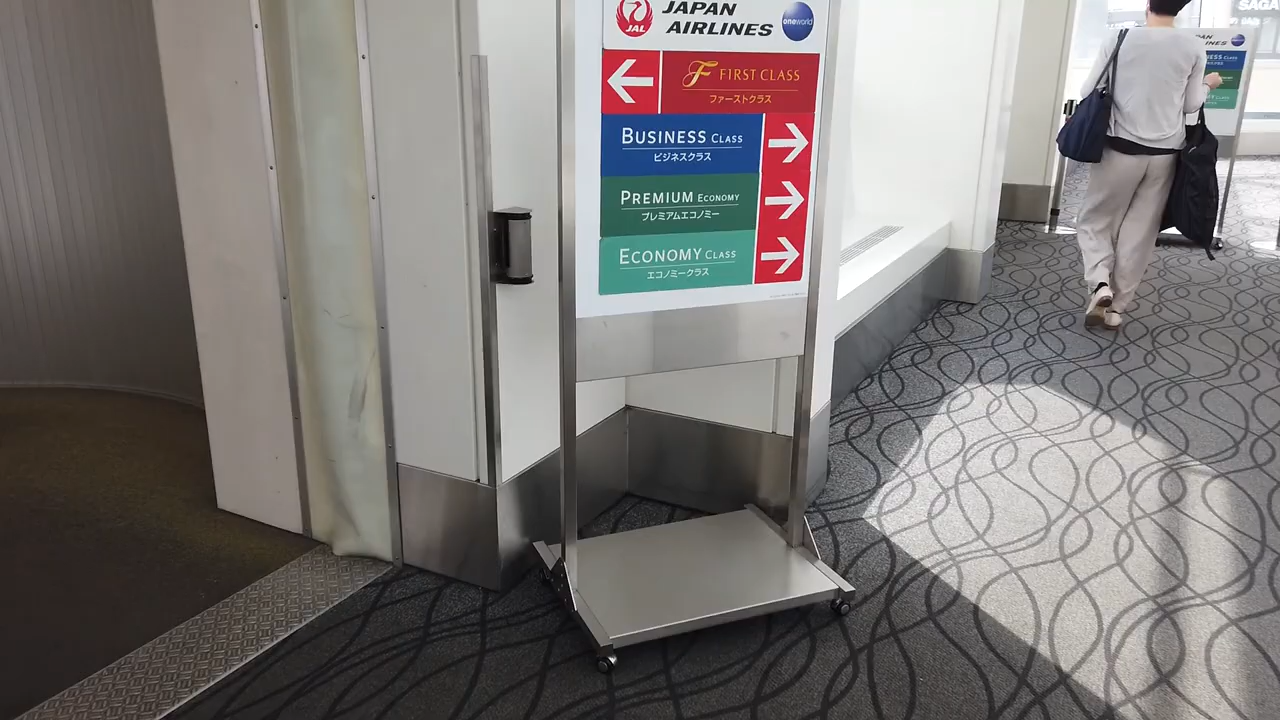 JAPAN
AIRLINES
JAL
oneworld
FIRST CLASS
ファーストクラス
BUSINESS CLASS
ビジネスクラス
PREMIUM ECONOMY
プレミアムエコノミー
ECONOMY CLASS
エコノミークラス
SAGA
AIRLINES